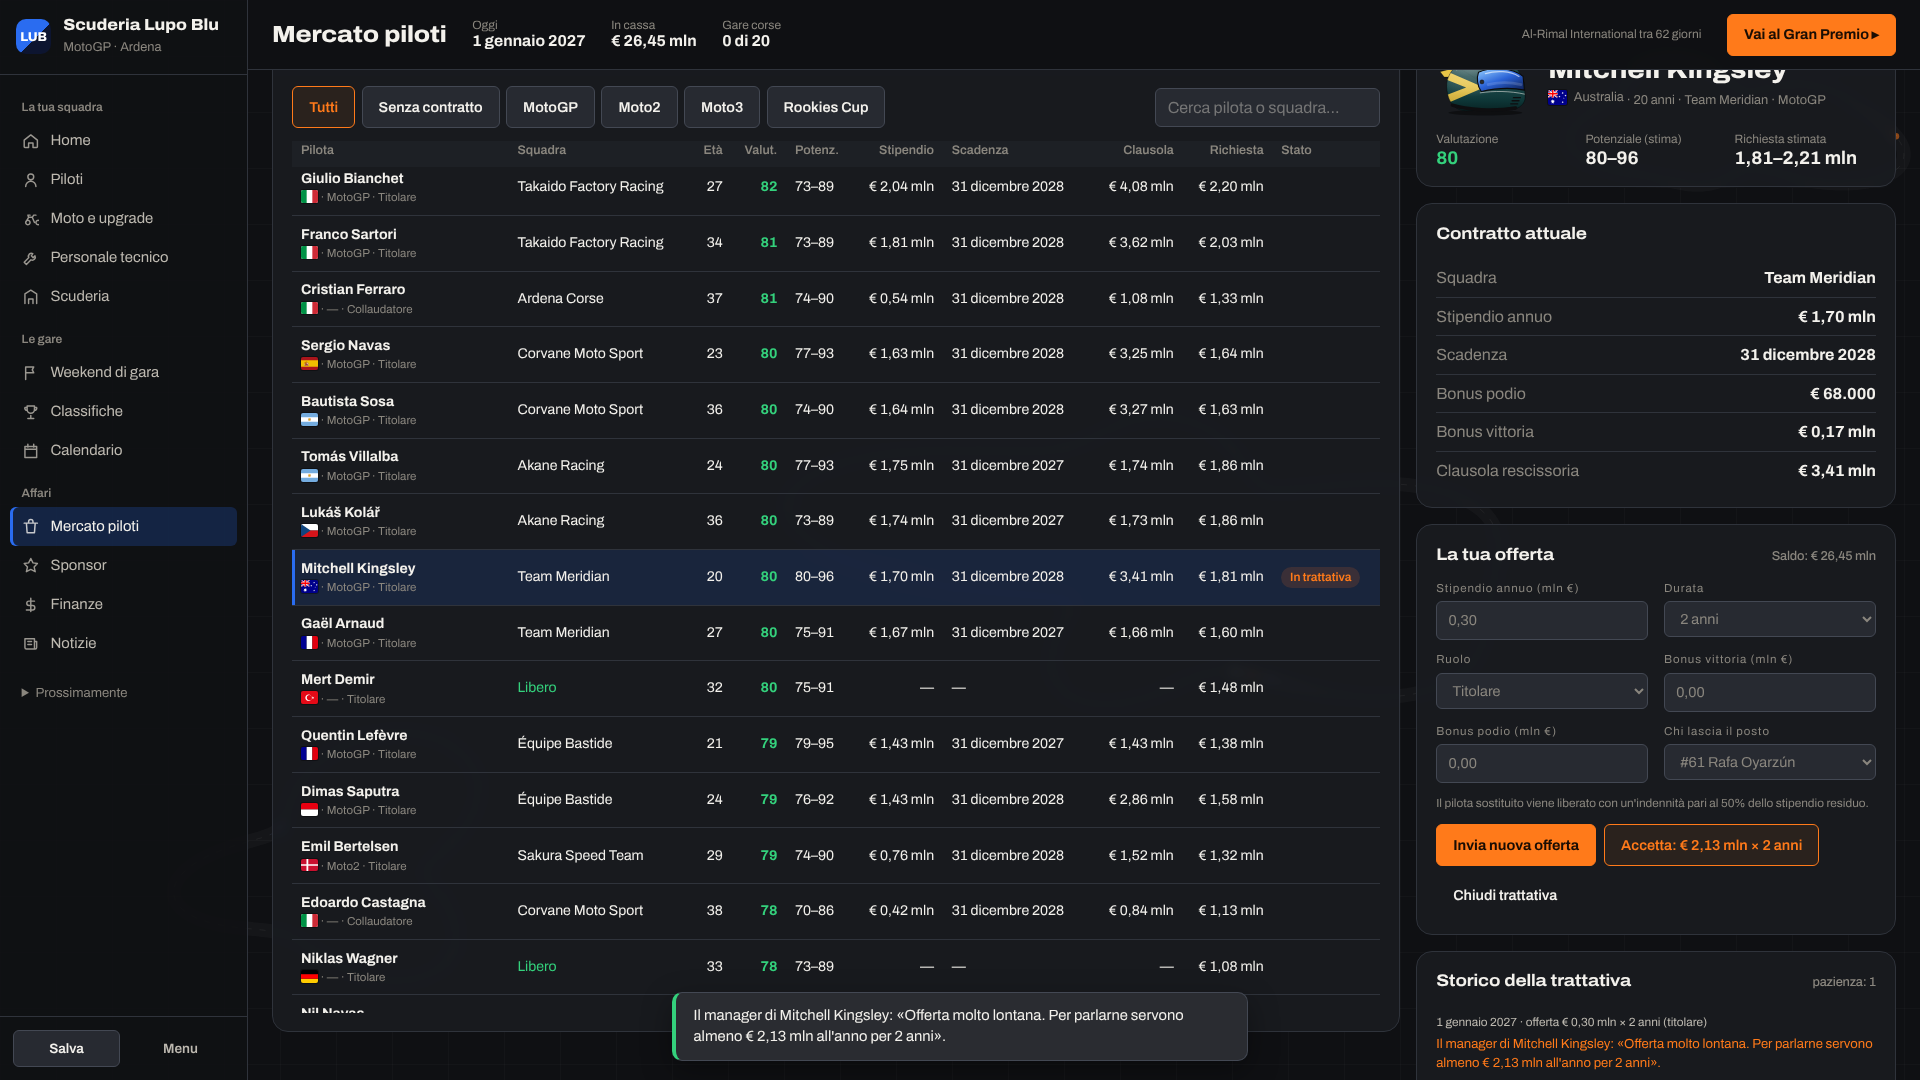 LUB
Scuderia Lupo Blu
MotoGP · Ardena
La tua squadra
Home
Piloti
Moto e upgrade
Personale tecnico
Scuderia
Le gare
Weekend di gara
Classifiche
Calendario
Affari
Mercato piloti
Sponsor
Finanze
Notizie
Prossimamente
Salva
Menu
Mercato piloti
Oggi
1 gennaio 2027
In cassa
€ 26,45 mln
Gare corse
0 di 20
Al-Rimal International tra 62 giorni
Vai al Gran Premio ▸
Tutti
Senza contratto
MotoGP
Moto2
Moto3
Rookies Cup
Cerca pilota o squadra...
Pilota Squadra Età Valut. Potenz. Stipendio Scadenza Clausola Richiesta Stato
Giulio Bianchet
· MotoGP · Titolare
Takaido Factory Racing 27 82 73–89 € 2,04 mln 31 dicembre 2028 € 4,08 mln € 2,20 mln
Franco Sartori
· MotoGP · Titolare
Takaido Factory Racing 34 81 73–89 € 1,81 mln 31 dicembre 2028 € 3,62 mln € 2,03 mln
Cristian Ferraro
· — · Collaudatore
Ardena Corse 37 81 74–90 € 0,54 mln 31 dicembre 2028 € 1,08 mln € 1,33 mln
Sergio Navas
· MotoGP · Titolare
Corvane Moto Sport 23 80 77–93 € 1,63 mln 31 dicembre 2028 € 3,25 mln € 1,64 mln
Bautista Sosa
· MotoGP · Titolare
Corvane Moto Sport 36 80 74–90 € 1,64 mln 31 dicembre 2028 € 3,27 mln € 1,63 mln
Tomás Villalba
· MotoGP · Titolare
Akane Racing 24 80 77–93 € 1,75 mln 31 dicembre 2027 € 1,74 mln € 1,86 mln
Lukáš Kolář
· MotoGP · Titolare
Akane Racing 36 80 73–89 € 1,74 mln 31 dicembre 2027 € 1,73 mln € 1,86 mln
Mitchell Kingsley
· MotoGP · Titolare
Team Meridian 20 80 80–96 € 1,70 mln 31 dicembre 2028 € 3,41 mln € 1,81 mln In trattativa
Gaël Arnaud
· MotoGP · Titolare
Team Meridian 27 80 75–91 € 1,67 mln 31 dicembre 2027 € 1,66 mln € 1,60 mln
Mert Demir
· — · Titolare
Libero 32 80 75–91 — — — € 1,48 mln
Quentin Lefèvre
· MotoGP · Titolare
Équipe Bastide 21 79 79–95 € 1,43 mln 31 dicembre 2027 € 1,43 mln € 1,38 mln
Dimas Saputra
· MotoGP · Titolare
Équipe Bastide 24 79 76–92 € 1,43 mln 31 dicembre 2028 € 2,86 mln € 1,58 mln
Emil Bertelsen
· Moto2 · Titolare
Sakura Speed Team 29 79 74–90 € 0,76 mln 31 dicembre 2028 € 1,52 mln € 1,32 mln
Edoardo Castagna
· — · Collaudatore
Corvane Moto Sport 38 78 70–86 € 0,42 mln 31 dicembre 2028 € 0,84 mln € 1,13 mln
Niklas Wagner
· — · Titolare
Libero 33 78 73–89 — — — € 1,08 mln
Nil Navas
Il manager di Mitchell Kingsley: «Offerta molto lontana. Per parlarne servono
almeno € 2,13 mln all'anno per 2 anni».
Mitchell Kingsley
Australia · 20 anni · Team Meridian · MotoGP
Valutazione
80
Potenziale (stima)
80–96
Richiesta stimata
1,81–2,21 mln
Contratto attuale
Squadra Team Meridian
Stipendio annuo € 1,70 mln
Scadenza 31 dicembre 2028
Bonus podio € 68.000
Bonus vittoria € 0,17 mln
Clausola rescissoria € 3,41 mln
La tua offerta
Saldo: € 26,45 mln
Stipendio annuo (mln €)
0,30
Durata
2 anni
Ruolo
Titolare
Bonus vittoria (mln €)
0,00
Bonus podio (mln €)
0,00
Chi lascia il posto
#61 Rafa Oyarzún
Il pilota sostituito viene liberato con un'indennità pari al 50% dello stipendio residuo.
Invia nuova offerta
Accetta: € 2,13 mln × 2 anni
Chiudi trattativa
Storico della trattativa
pazienza: 1
1 gennaio 2027 · offerta € 0,30 mln × 2 anni (titolare)
Il manager di Mitchell Kingsley: «Offerta molto lontana. Per parlarne servono
almeno € 2,13 mln all'anno per 2 anni».